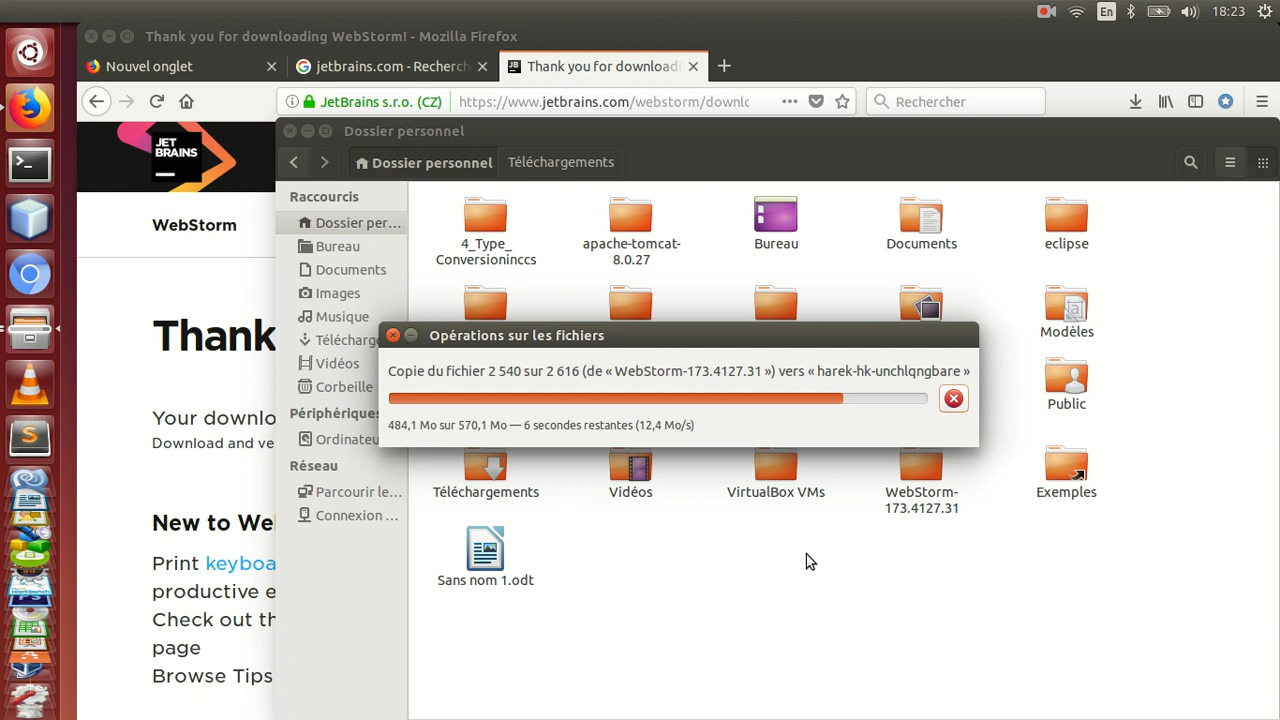 En
18:23
Thank you for downloading WebStorm! - Mozilla Firefox
Nouvel onglet
jetbrains.com - Recherch
Thank you for downloadi
JetBrains s.r.o. (CZ)
https://www.jetbrains.com/webstorm/downlo
Rechercher
Dossier personnel
Dossier personnel
Téléchargements
JET
BRAINS
WebStorm
Thank
Your downlo
Download and ve
New to We
Print keyboa
productive e
Check out th
page
Browse Tips
Raccourcis
Dossier per...
Bureau
Documents
Images
Musique
Télécharge
Vidéos
Corbeille
Périphériques
Ordinateu
Réseau
Parcourir le...
Connexion ...
4_Type_
Conversioninccs
apache-tomcat-
8.0.27
Bureau
Documents
eclipse
Modèles
Public
Opérations sur les fichiers
Copie du fichier 2 540 sur 2 616 (de « WebStorm-173.4127.31 ») vers « harek-hk-unchlqngbare »
484,1 Mo sur 570,1 Mo — 6 secondes restantes (12,4 Mo/s)
Téléchargements
Vidéos
VirtualBox VMs
WebStorm-
173.4127.31
Exemples
Sans nom 1.odt